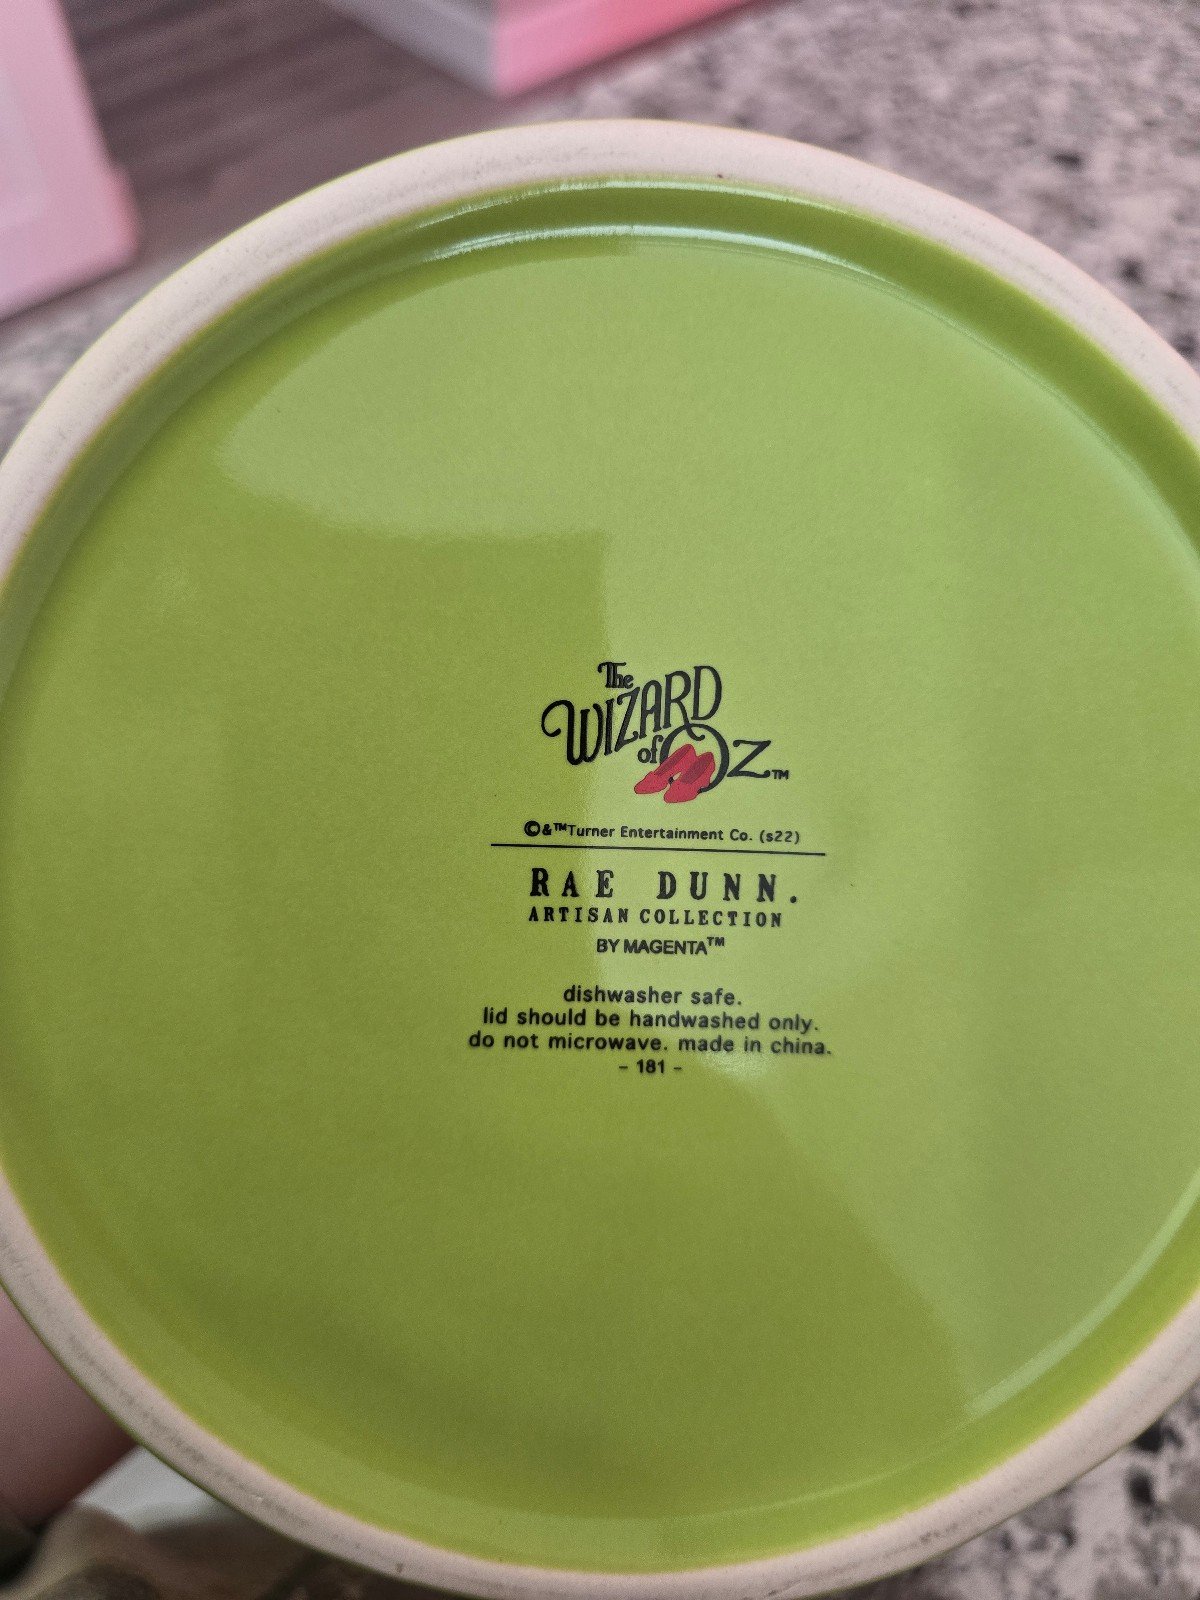 The
WIZARD
of OZ™
©&™Turner Entertainment Co. (s22)
RAE DUNN.
ARTISAN COLLECTION
BY MAGENTA™
dishwasher safe.
lid should be handwashed only.
do not microwave. made in china.
- 181 -